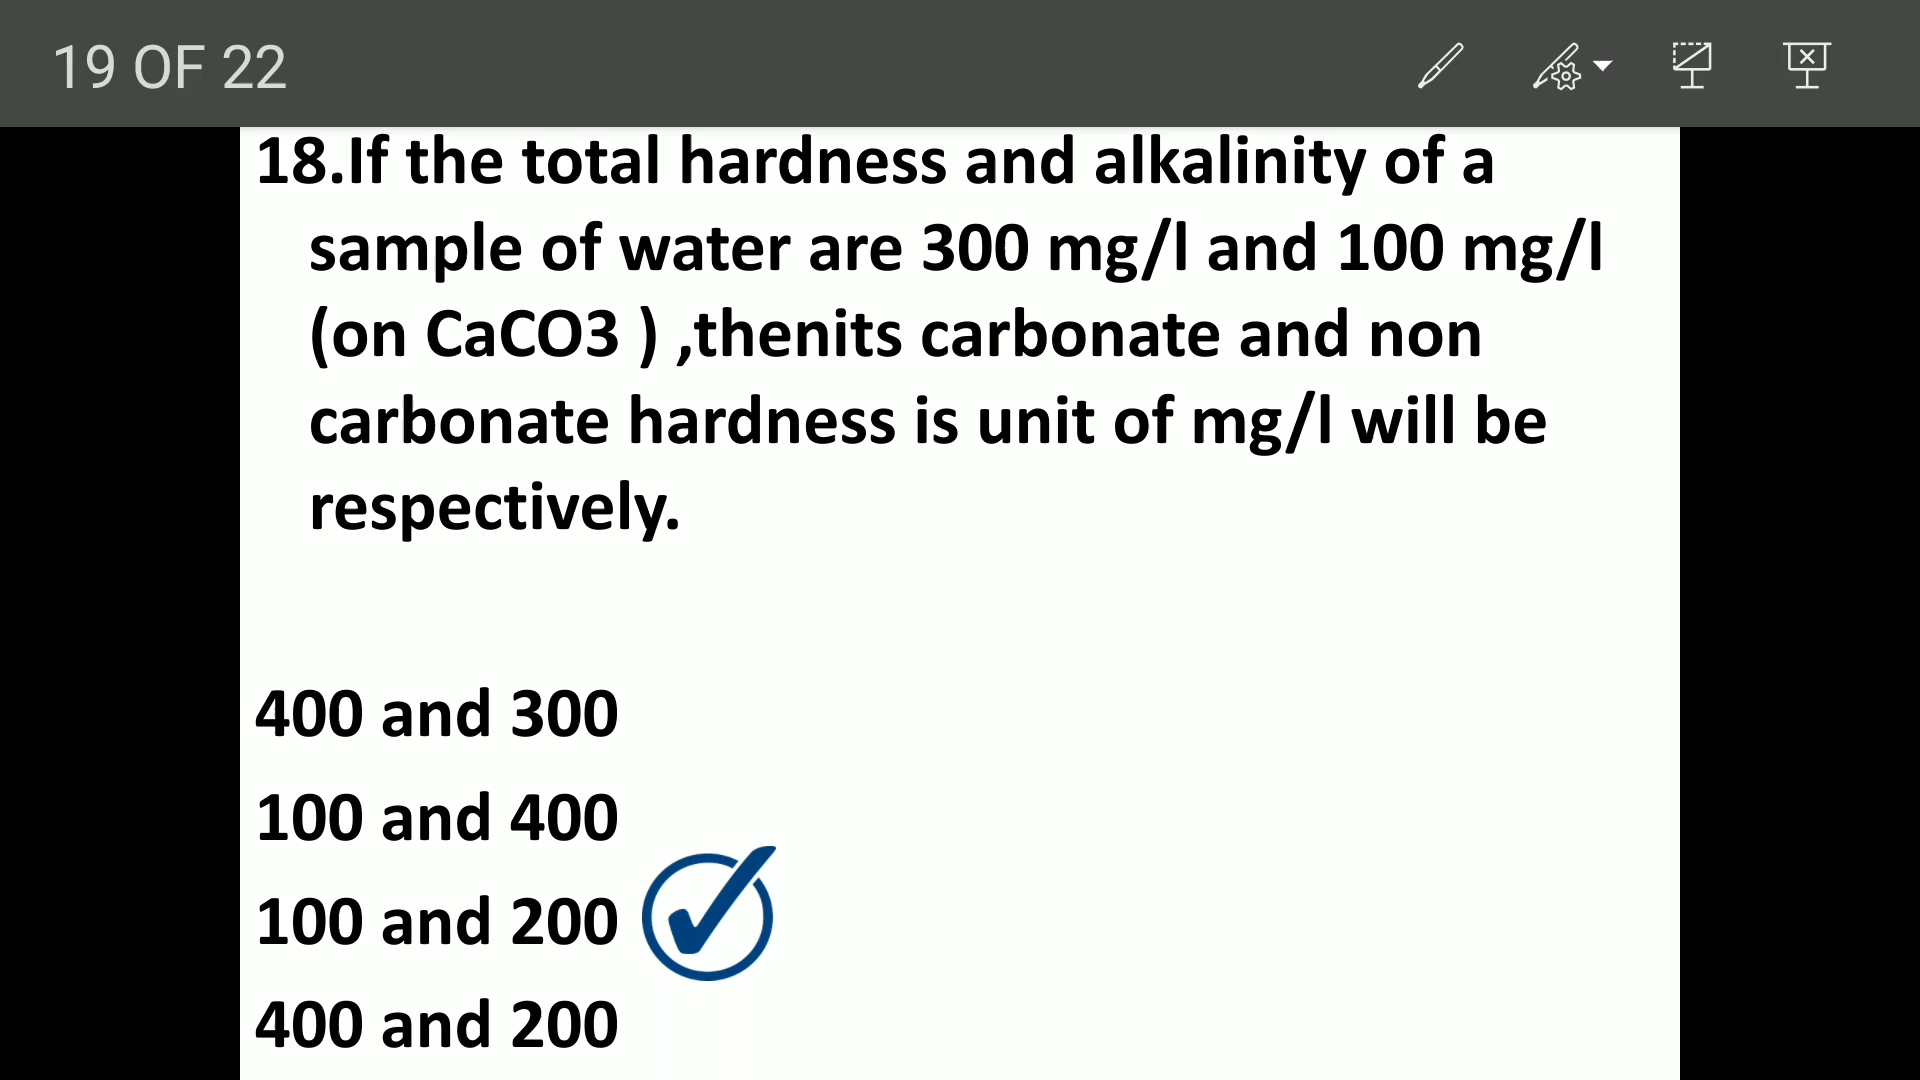 19 OF 22
18.If the total hardness and alkalinity of a
sample of water are 300 mg/l and 100 mg/l
(on CaCO3 ) ,thenits carbonate and non
carbonate hardness is unit of mg/l will be
respectively.
400 and 300
100 and 400
100 and 200
400 and 200